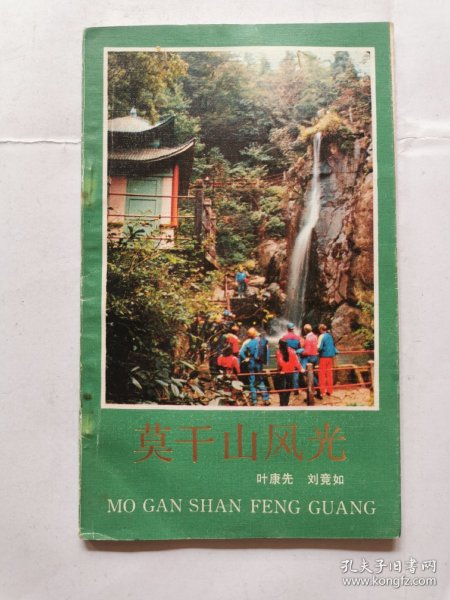 莫干山风光
叶康先 刘竞如
MO GAN SHAN FENG GUANG
孔夫子旧书网
www.kongfz.com